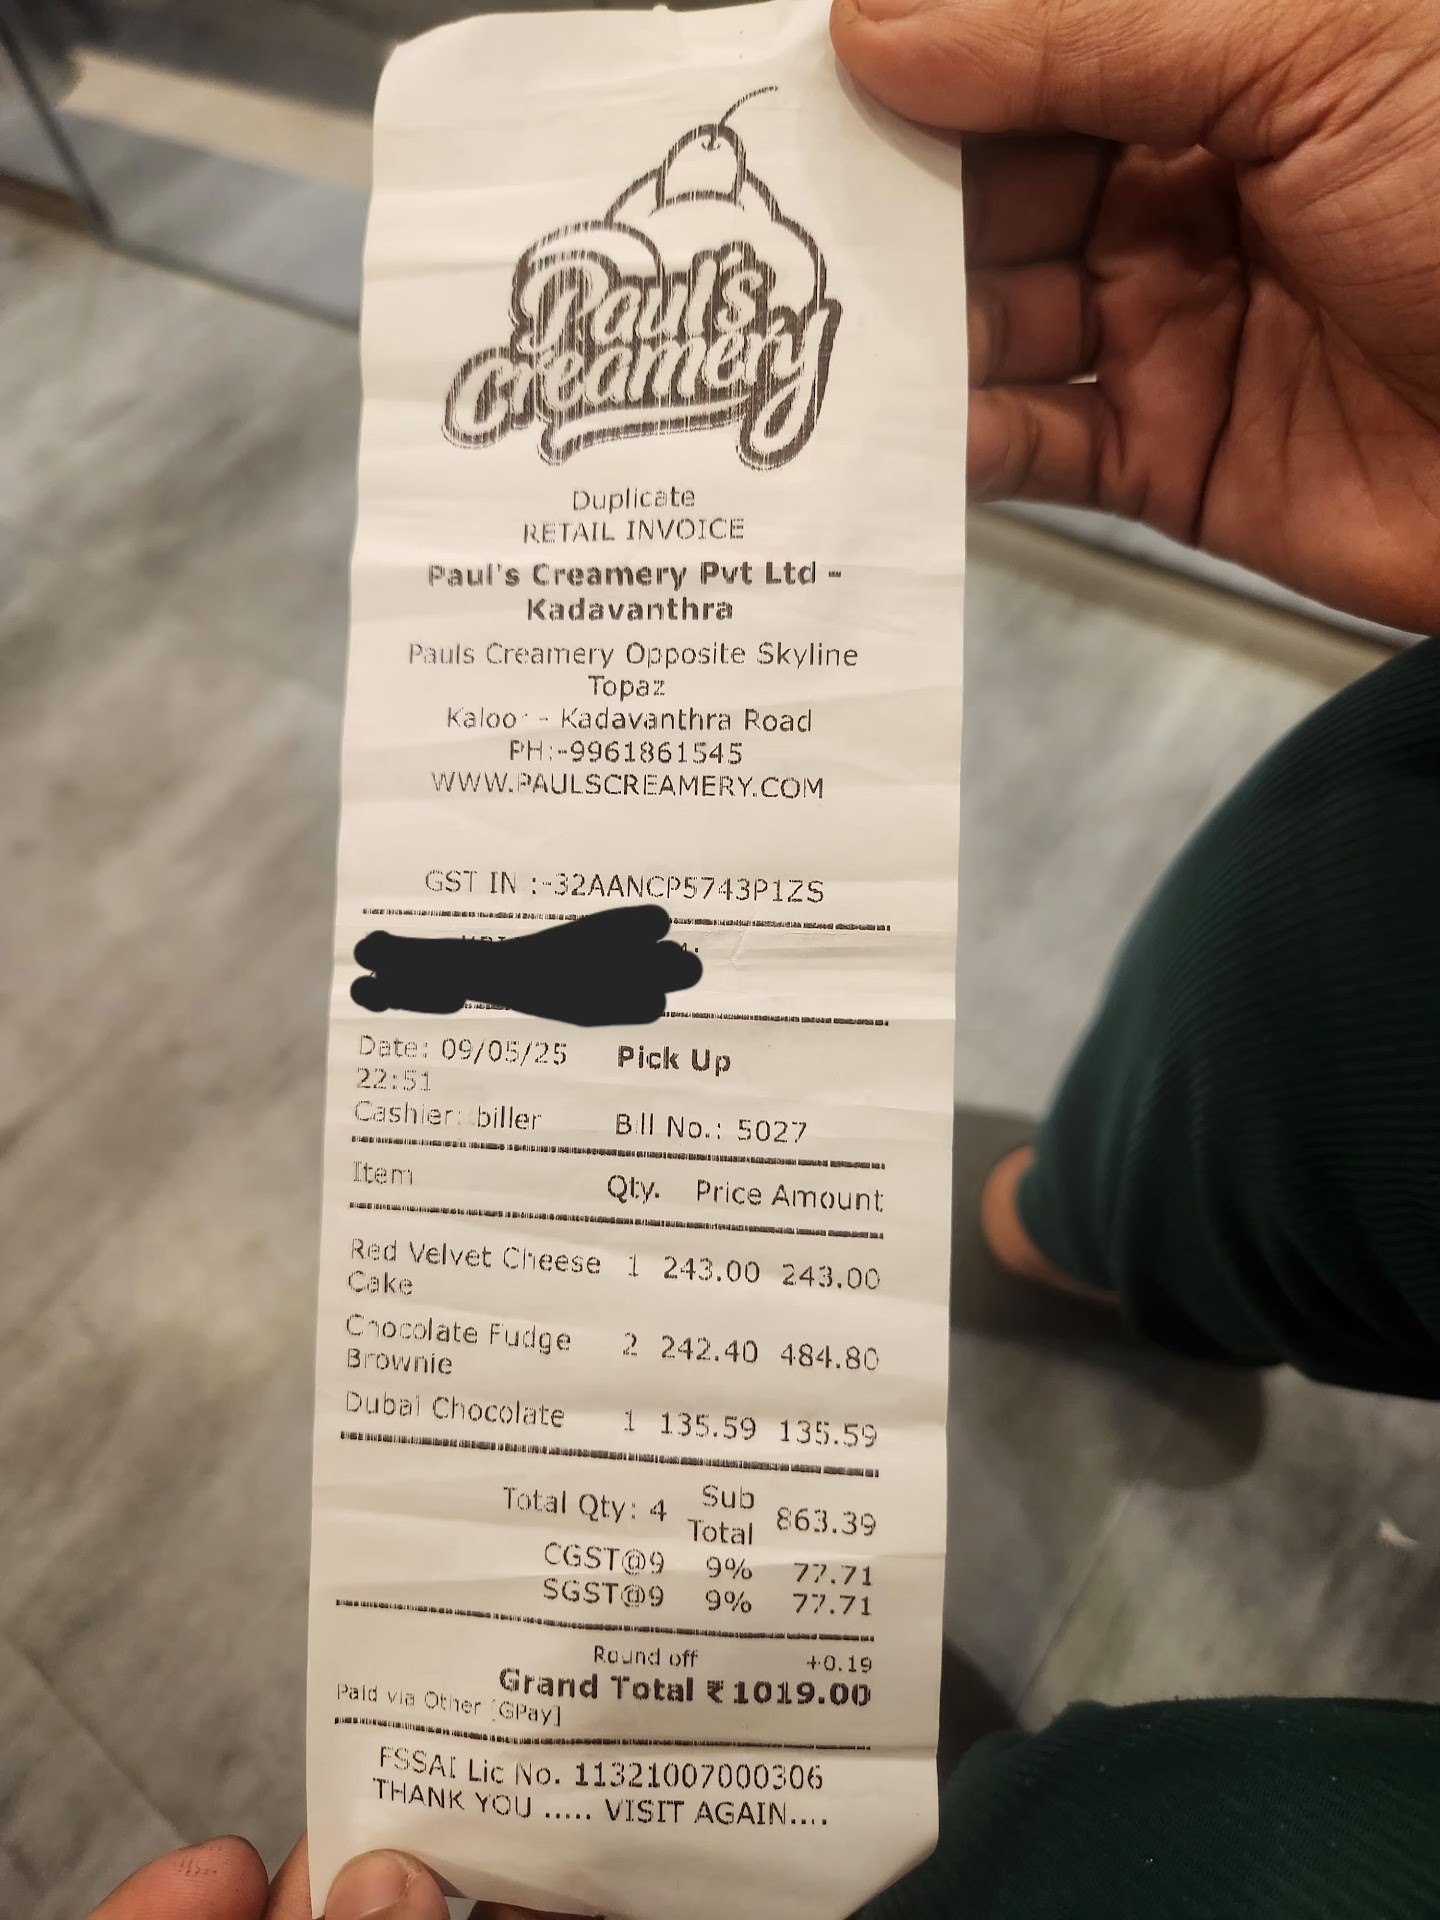 Paul's
Creamery
Duplicate
RETAIL INVOICE
Paul's Creamery Pvt Ltd -
Kadavanthra
Pauls Creamery Opposite Skyline
Topaz
Kaloor - Kadavanthra Road
PH:-9961861545
WWW.PAULSCREAMERY.COM
GST IN :-32AANCP5743P1ZS
Date: 09/05/25 Pick Up
22:51
Cashier: biller Bill No.: 5027
Item Qty. Price Amount
Red Velvet Cheese 1 243.00 243.00
Cake
Chocolate Fudge 2 242.40 484.80
Brownie
Dubai Chocolate 1 135.59 135.59
Total Qty: 4 Sub 863.39
Total
CGST@9 9% 77.71
SGST@9 9% 77.71
Round off +0.19
Grand Total ₹ 1019.00
Paid via Other [GPay]
FSSAI Lic No. 11321007000306
THANK YOU ..... VISIT AGAIN....